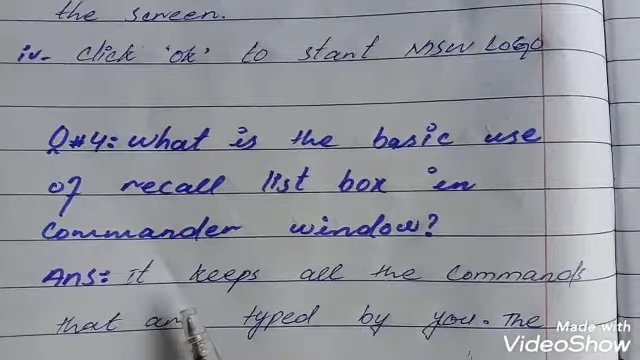 the screen.
iv- Click 'ok' to start MSW LOGO
Q#4: what is the basic use
of recall list box in
Commander window?
Ans: it keeps all the commands
that are typed by you. The
Made with
VideoShow